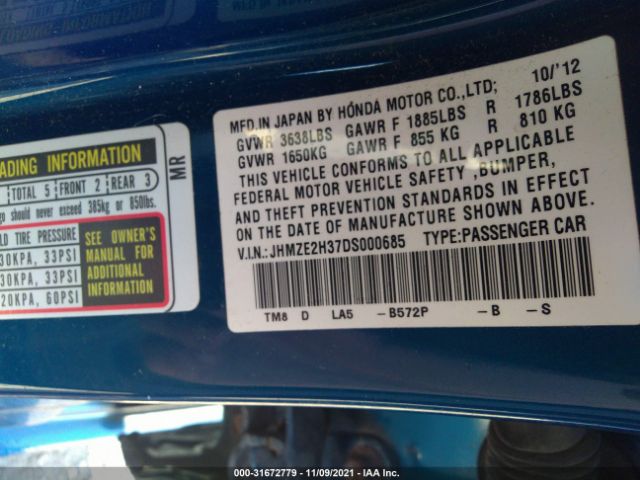 MFD.IN JAPAN BY HONDA MOTOR CO.,LTD; 10/'12
GVWR 3638LBS GAWR F 1885LBS R 1786LBS
GVWR 1650KG GAWR F 855 KG R 810 KG
THIS VEHICLE CONFORMS TO ALL APPLICABLE
FEDERAL MOTOR VEHICLE SAFETY ,BUMPER,
AND THEFT PREVENTION STANDARDS IN EFFECT
ON THE DATE OF MANUFACTURE SHOWN ABOVE.
V.I.N.: JHMZE2H37DS000685 TYPE:PASSENGER CAR
TM8 D LA5 -B572P -B -S
INFORMATION
TOTAL 5 FRONT 2 REAR 3
should never exceed 385kg or 850lbs.
TIRE PRESSURE
30KPA, 33PSI
30KPA, 33PSI
20KPA, 60PSI
SEE OWNER'S
MANUAL FOR
ADDITIONAL
INFORMATION
MR
000-31672779 - 11/09/2021 - IAA Inc.